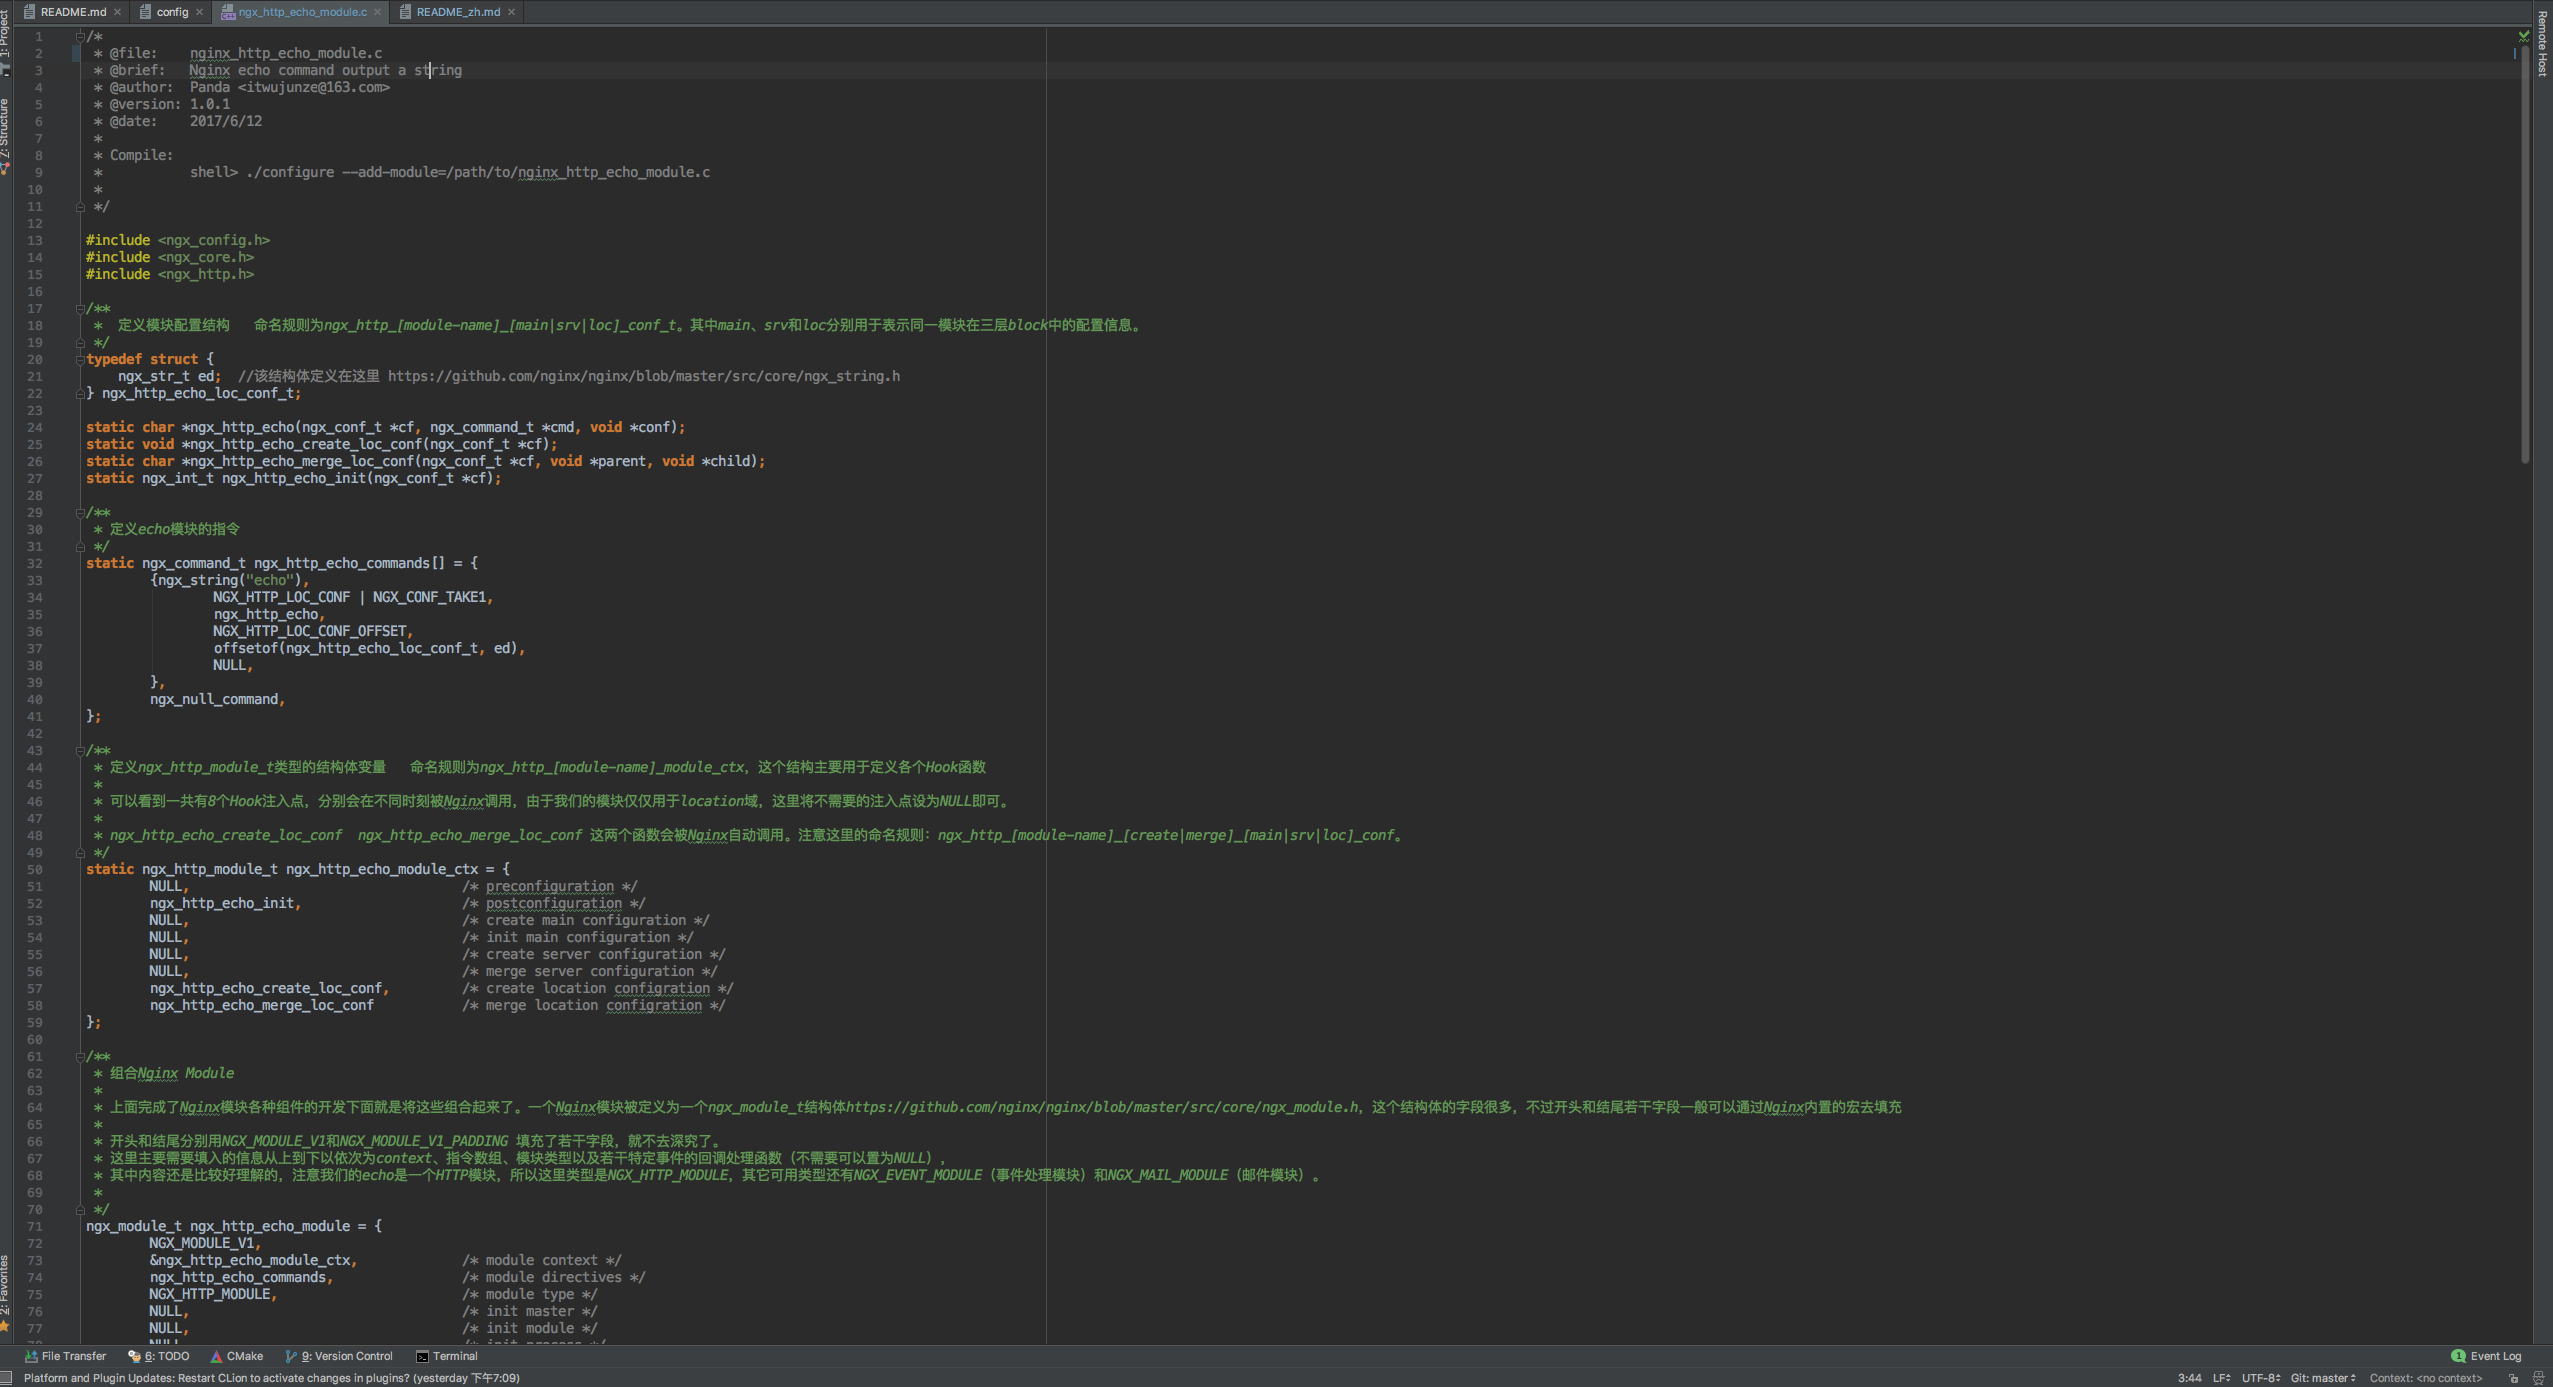 README.md
config
ngx_http_echo_module.c
README_zh.md
1: Project
7: Structure
2: Favorites
Remote Host
1 /*
2 * @file: nginx_http_echo_module.c
3 * @brief: Nginx echo command output a string
4 * @author: Panda <itwujunze@163.com>
5 * @version: 1.0.1
6 * @date: 2017/6/12
7 *
8 * Compile:
9 * shell> ./configure --add-module=/path/to/nginx_http_echo_module.c
10 *
11 */
12
13 #include <ngx_config.h>
14 #include <ngx_core.h>
15 #include <ngx_http.h>
16
17 /**
18 * 定义模块配置结构 命名规则为ngx_http_[module-name]_[main|srv|loc]_conf_t。其中main、srv和loc分别用于表示同一模块在三层block中的配置信息。
19 */
20 typedef struct {
21 ngx_str_t ed; //该结构体定义在这里 https://github.com/nginx/nginx/blob/master/src/core/ngx_string.h
22 } ngx_http_echo_loc_conf_t;
23
24 static char *ngx_http_echo(ngx_conf_t *cf, ngx_command_t *cmd, void *conf);
25 static void *ngx_http_echo_create_loc_conf(ngx_conf_t *cf);
26 static char *ngx_http_echo_merge_loc_conf(ngx_conf_t *cf, void *parent, void *child);
27 static ngx_int_t ngx_http_echo_init(ngx_conf_t *cf);
28
29 /**
30 * 定义echo模块的指令
31 */
32 static ngx_command_t ngx_http_echo_commands[] = {
33 {ngx_string("echo"),
34 NGX_HTTP_LOC_CONF | NGX_CONF_TAKE1,
35 ngx_http_echo,
36 NGX_HTTP_LOC_CONF_OFFSET,
37 offsetof(ngx_http_echo_loc_conf_t, ed),
38 NULL,
39 },
40 ngx_null_command,
41 };
42
43 /**
44 * 定义ngx_http_module_t类型的结构体变量 命名规则为ngx_http_[module-name]_module_ctx，这个结构主要用于定义各个Hook函数
45 *
46 * 可以看到一共有8个Hook注入点，分别会在不同时刻被Nginx调用，由于我们的模块仅仅用于location域，这里将不需要的注入点设为NULL即可。
47 *
48 * ngx_http_echo_create_loc_conf ngx_http_echo_merge_loc_conf 这两个函数会被Nginx自动调用。注意这里的命名规则：ngx_http_[module-name]_[create|merge]_[main|srv|loc]_conf。
49 */
50 static ngx_http_module_t ngx_http_echo_module_ctx = {
51 NULL, /* preconfiguration */
52 ngx_http_echo_init, /* postconfiguration */
53 NULL, /* create main configuration */
54 NULL, /* init main configuration */
55 NULL, /* create server configuration */
56 NULL, /* merge server configuration */
57 ngx_http_echo_create_loc_conf, /* create location configration */
58 ngx_http_echo_merge_loc_conf /* merge location configration */
59 };
60
61 /**
62 * 组合Nginx Module
63 *
64 * 上面完成了Nginx模块各种组件的开发下面就是将这些组合起来了。一个Nginx模块被定义为一个ngx_module_t结构体https://github.com/nginx/nginx/blob/master/src/core/ngx_module.h，这个结构体的字段很多，不过开头和结尾若干字段一般可以通过Nginx内置的宏去填充
65 *
66 * 开头和结尾分别用NGX_MODULE_V1和NGX_MODULE_V1_PADDING 填充了若干字段，就不去深究了。
67 * 这里主要需要填入的信息从上到下以依次为context、指令数组、模块类型以及若干特定事件的回调处理函数（不需要可以置为NULL），
68 * 其中内容还是比较好理解的，注意我们的echo是一个HTTP模块，所以这里类型是NGX_HTTP_MODULE，其它可用类型还有NGX_EVENT_MODULE（事件处理模块）和NGX_MAIL_MODULE（邮件模块）。
69 *
70 */
71 ngx_module_t ngx_http_echo_module = {
72 NGX_MODULE_V1,
73 &ngx_http_echo_module_ctx, /* module context */
74 ngx_http_echo_commands, /* module directives */
75 NGX_HTTP_MODULE, /* module type */
76 NULL, /* init master */
77 NULL, /* init module */
78 NULL, /* init process */
File Transfer 6: TODO CMake 9: Version Control Terminal 1 Event Log
Platform and Plugin Updates: Restart CLion to activate changes in plugins? (yesterday 下午7:09) 3:44 LF UTF-8 Git: master Context: <no context>